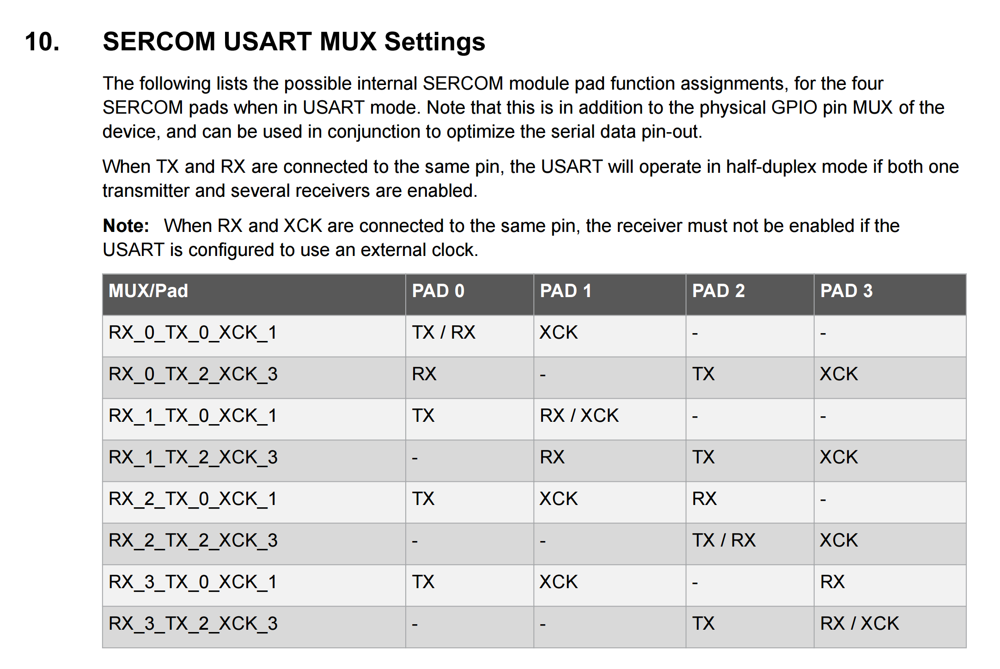 10. SERCOM USART MUX Settings
The following lists the possible internal SERCOM module pad function assignments, for the four
SERCOM pads when in USART mode. Note that this is in addition to the physical GPIO pin MUX of the
device, and can be used in conjunction to optimize the serial data pin-out.
When TX and RX are connected to the same pin, the USART will operate in half-duplex mode if both one
transmitter and several receivers are enabled.
Note: When RX and XCK are connected to the same pin, the receiver must not be enabled if the
USART is configured to use an external clock.
MUX/Pad PAD 0 PAD 1 PAD 2 PAD 3
RX_0_TX_0_XCK_1 TX / RX XCK - -
RX_0_TX_2_XCK_3 RX - TX XCK
RX_1_TX_0_XCK_1 TX RX / XCK - -
RX_1_TX_2_XCK_3 - RX TX XCK
RX_2_TX_0_XCK_1 TX XCK RX -
RX_2_TX_2_XCK_3 - - TX / RX XCK
RX_3_TX_0_XCK_1 TX XCK - RX
RX_3_TX_2_XCK_3 - - TX RX / XCK